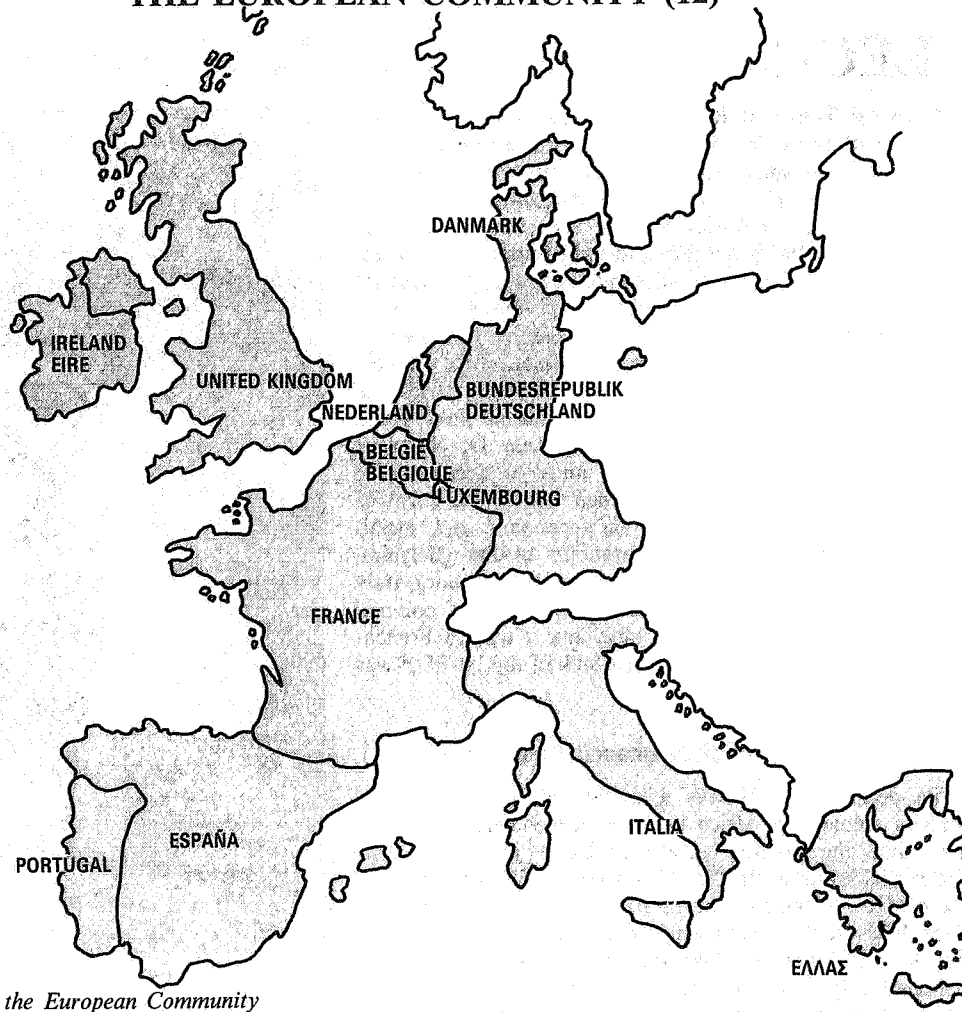 THE EUROPEAN COMMUNITY (12)
DANMARK
IRELAND
EIRE
UNITED KINGDOM
NEDERLAND
BUNDESREPUBLIK
DEUTSCHLAND
BELGIË
BELGIQUE
LUXEMBOURG
FRANCE
PORTUGAL
ESPAÑA
ITALIA
ΕΛΛΑΣ
the European Community